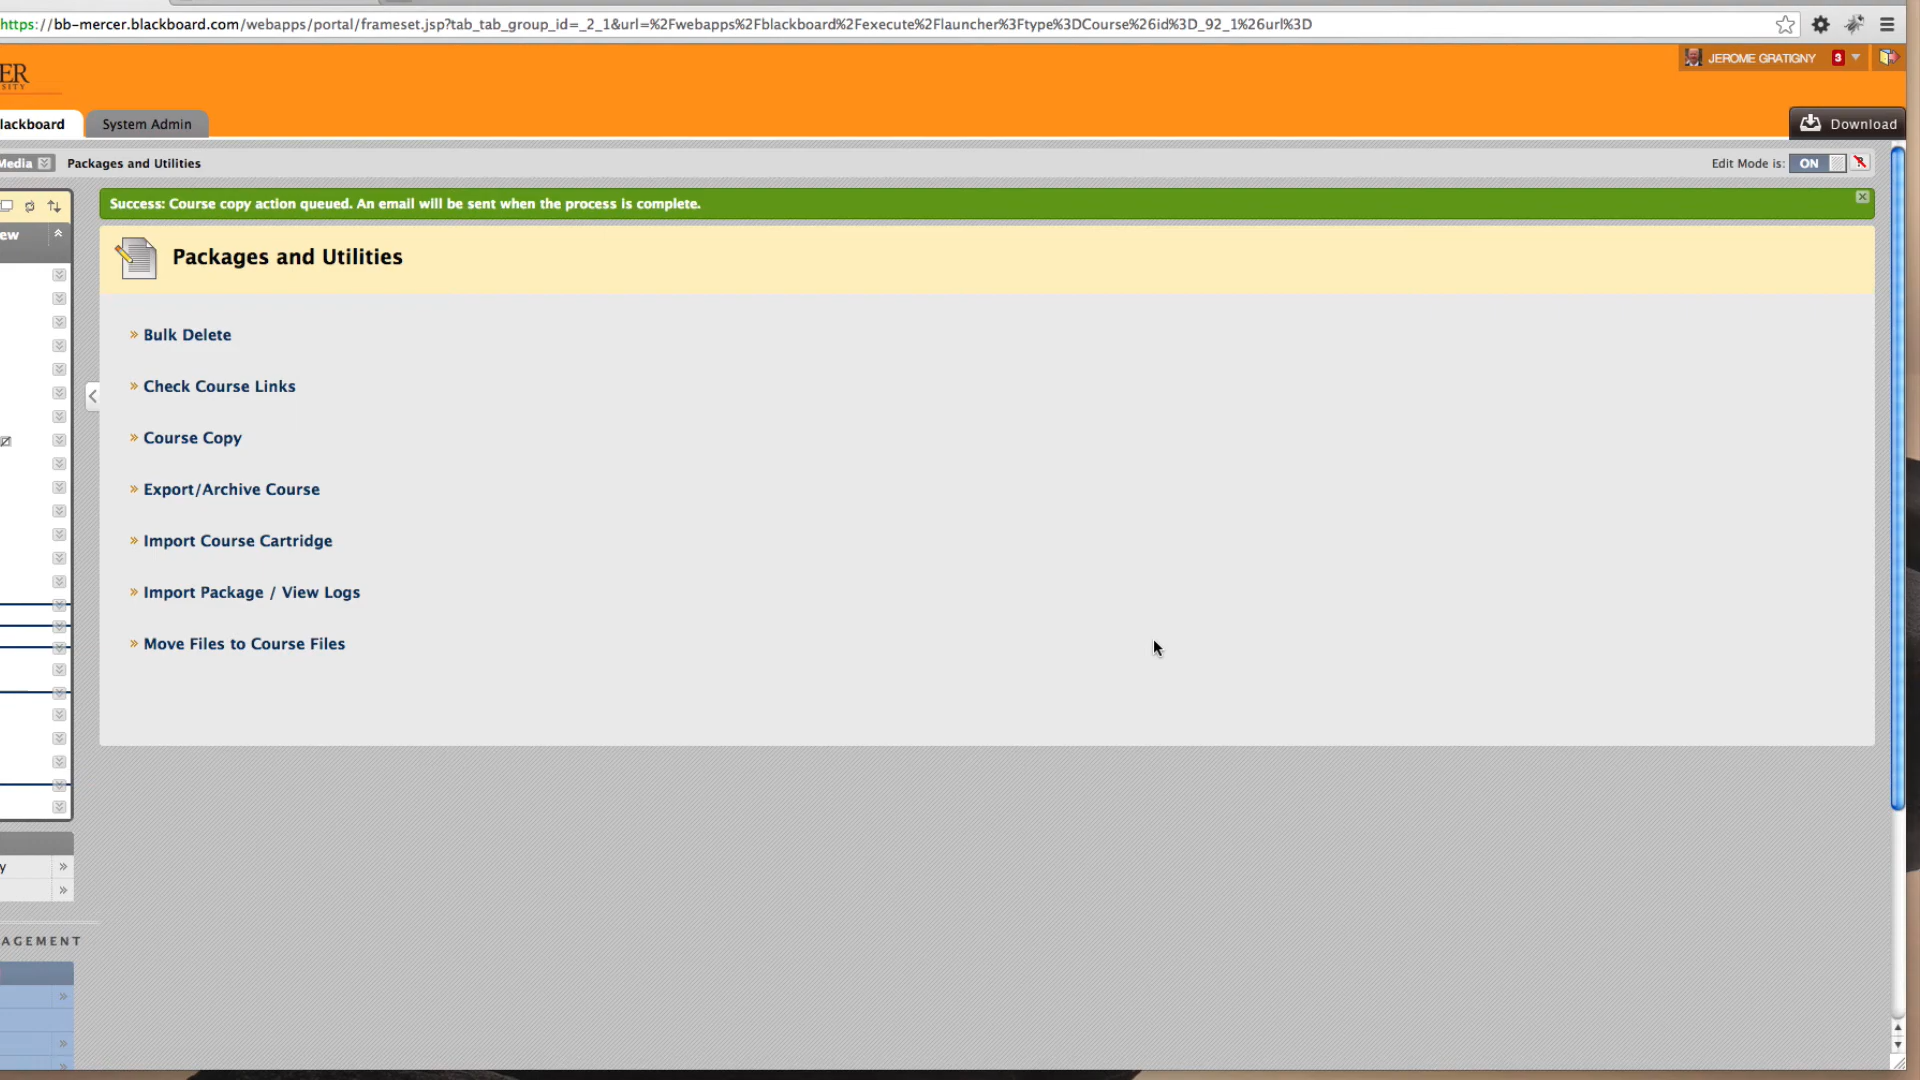 https://bb-mercer.blackboard.com/webapps/portal/frameset.jsp?tab_tab_group_id=_2_1&url=%2Fwebapps%2Fblackboard%2Fexecute%2Flauncher%3Ftype%3DCourse%26id%3D_92_1%26url%3D
ER
SITY
JEROME GRATIGNY 3
lackboard
System Admin
Download
Media
Packages and Utilities
Edit Mode is: ON
Success: Course copy action queued. An email will be sent when the process is complete.
ew
Packages and Utilities
» Bulk Delete
» Check Course Links
» Course Copy
» Export/Archive Course
» Import Course Cartridge
» Import Package / View Logs
» Move Files to Course Files
y
AGEMENT